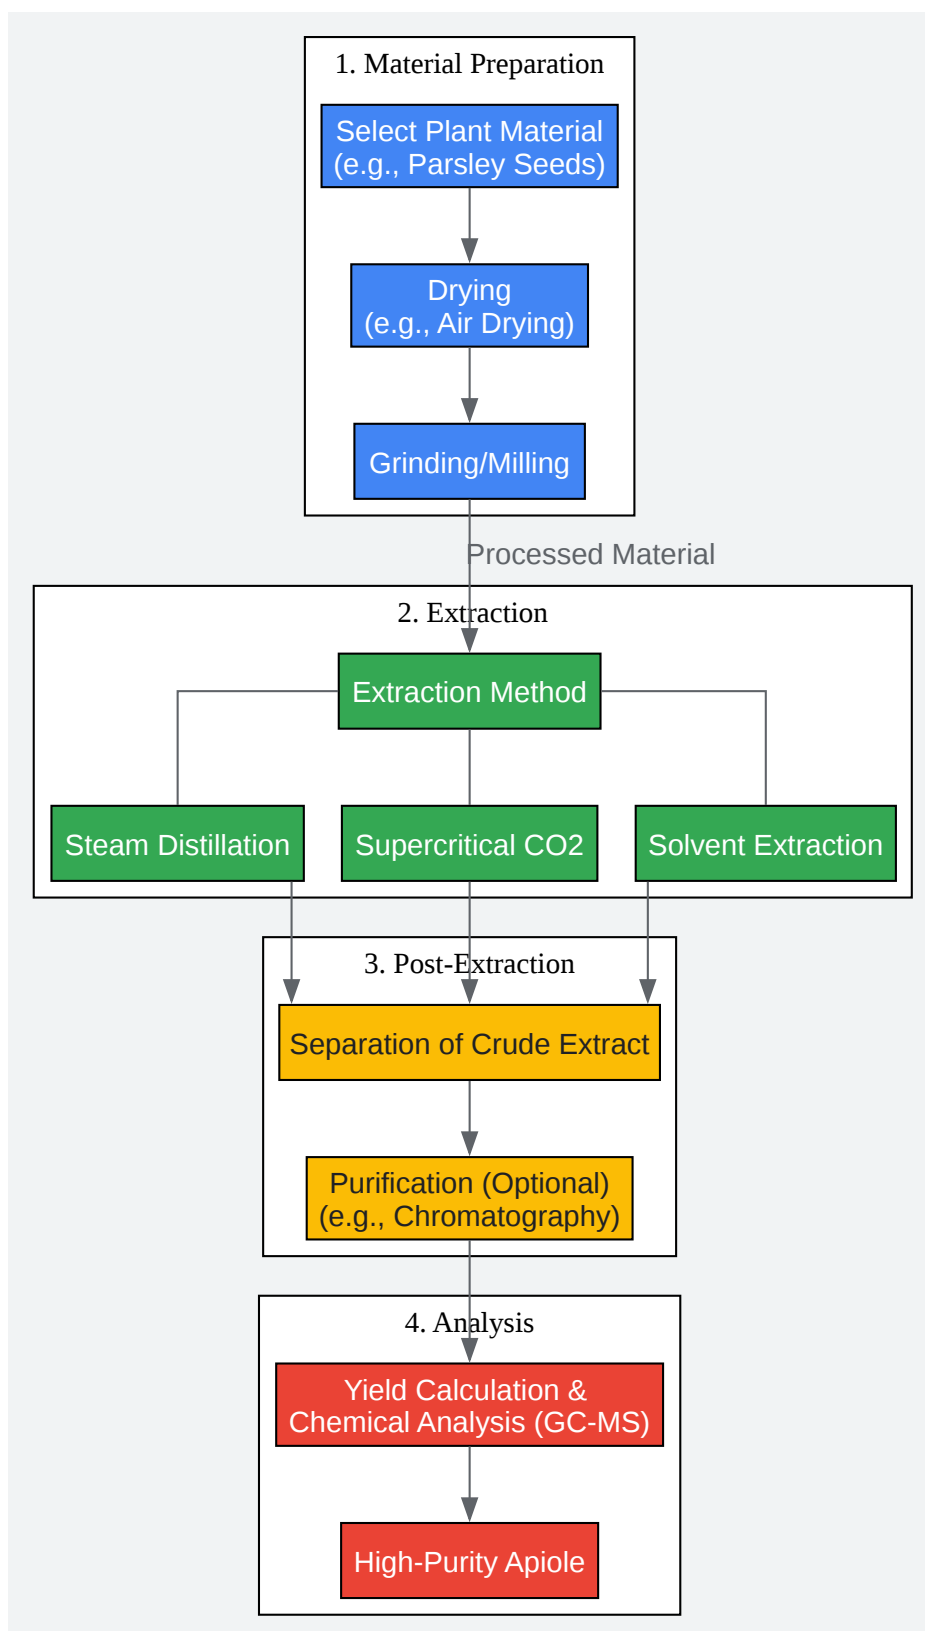 1. Material Preparation
Select Plant Material
(e.g., Parsley Seeds)
Drying
(e.g., Air Drying)
Grinding/Milling
Processed Material
2. Extraction
Extraction Method
Steam Distillation
Supercritical CO2
Solvent Extraction
3. Post-Extraction
Separation of Crude Extract
Purification (Optional)
(e.g., Chromatography)
4. Analysis
Yield Calculation &
Chemical Analysis (GC-MS)
High-Purity Apiole